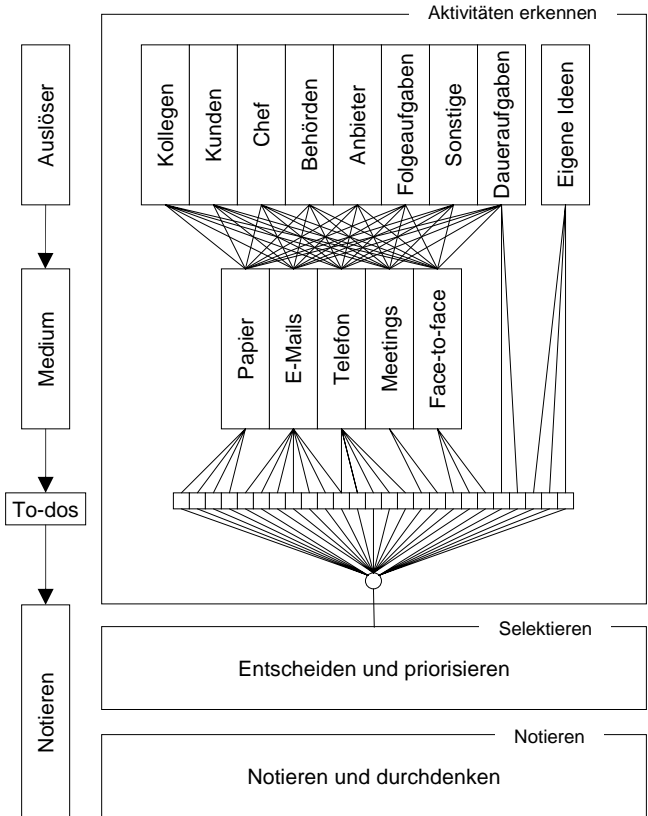 Aktivitäten erkennen
Auslöser
Kollegen
Kunden
Chef
Behörden
Anbieter
Folgeaufgaben
Sonstige
Daueraufgaben
Eigene Ideen
Medium
Papier
E-Mails
Telefon
Meetings
Face-to-face
To-dos
Notieren
Selektieren
Entscheiden und priorisieren
Notieren
Notieren und durchdenken